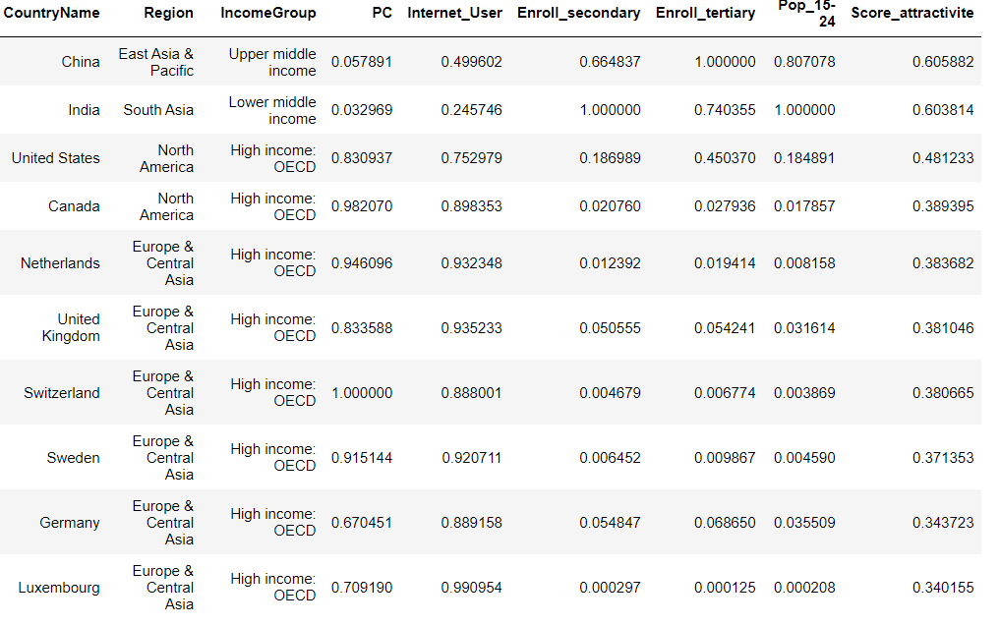 CountryName Region IncomeGroup PC Internet_User Enroll_secondary Enroll_tertiary Pop_15-24 Score_attractivite
China East Asia & Pacific Upper middle income 0.057891 0.499602 0.664837 1.000000 0.807078 0.605882
India South Asia Lower middle income 0.032969 0.245746 1.000000 0.740355 1.000000 0.603814
United States North America High income: OECD 0.830937 0.752979 0.186989 0.450370 0.184891 0.481233
Canada North America High income: OECD 0.982070 0.898353 0.020760 0.027936 0.017857 0.389395
Netherlands Europe & Central Asia High income: OECD 0.946096 0.932348 0.012392 0.019414 0.008158 0.383682
United Kingdom Europe & Central Asia High income: OECD 0.833588 0.935233 0.050555 0.054241 0.031614 0.381046
Switzerland Europe & Central Asia High income: OECD 1.000000 0.888001 0.004679 0.006774 0.003869 0.380665
Sweden Europe & Central Asia High income: OECD 0.915144 0.920711 0.006452 0.009867 0.004590 0.371353
Germany Europe & Central Asia High income: OECD 0.670451 0.889158 0.054847 0.068650 0.035509 0.343723
Luxembourg Europe & Central Asia High income: OECD 0.709190 0.990954 0.000297 0.000125 0.000208 0.340155